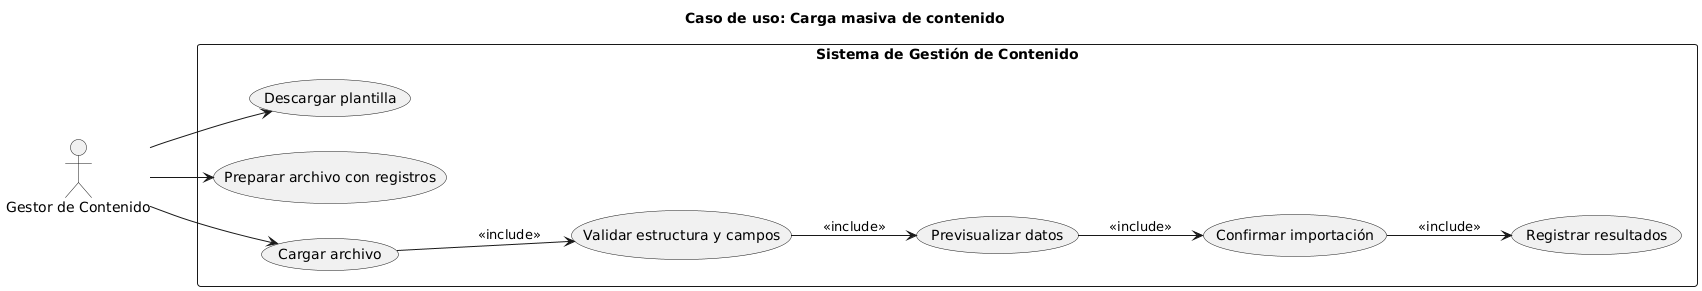 Caso de uso: Carga masiva de contenido
Sistema de Gestión de Contenido
Descargar plantilla
Preparar archivo con registros
Gestor de Contenido
Cargar archivo
«include»
Validar estructura y campos
«include»
Previsualizar datos
«include»
Confirmar importación
«include»
Registrar resultados